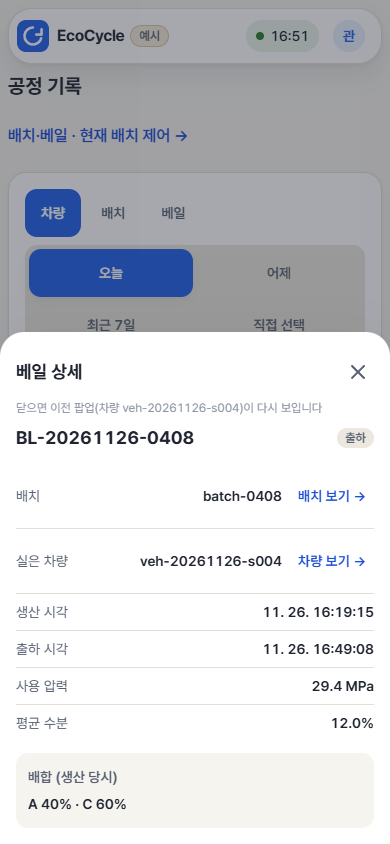 EcoCycle 예시 16:51 관
공정 기록
배치·베일 · 현재 배치 제어 →
차량 배치 베일
오늘 어제
최근 7일 직접 선택
베일 상세
닫으면 이전 팝업(차량 veh-20261126-s004)이 다시 보입니다
BL-20261126-0408 출하
배치 batch-0408 배치 보기 →
실은 차량 veh-20261126-s004 차량 보기 →
생산 시각 11. 26. 16:19:15
출하 시각 11. 26. 16:49:08
사용 압력 29.4 MPa
평균 수분 12.0%
배합 (생산 당시)
A 40% · C 60%